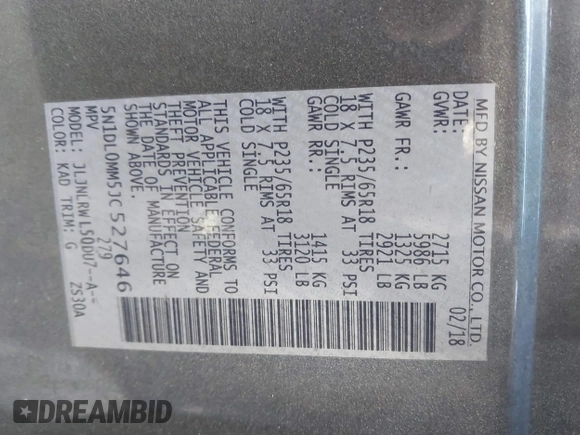 MFD BY NISSAN MOTOR CO., LTD.
DATE: 02/18
GVWR: 2715 KG
5986 LB
GAWR FR.: 1325 KG
2921 LB
WITH P235/65R18 TIRES
18 X 7.5 RIMS AT 33 PSI
COLD SINGLE
GAWR RR.: 1415 KG
3120 LB
WITH P235/65R18 TIRES
18 X 7.5 RIMS AT 33 PSI
COLD SINGLE
THIS VEHICLE CONFORMS TO
ALL APPLICABLE FEDERAL
MOTOR VEHICLE SAFETY AND
THEFT PREVENTION
STANDARDS IN EFFECT ON
THE DATE OF MANUFACTURE
SHOWN ABOVE.
5N1DL0MM5JC527646
MPV 279
MODEL: JLJNLRWL50UU7--A-- 
COLOR: KAD TRIM: G ZS30A
DREAMBID